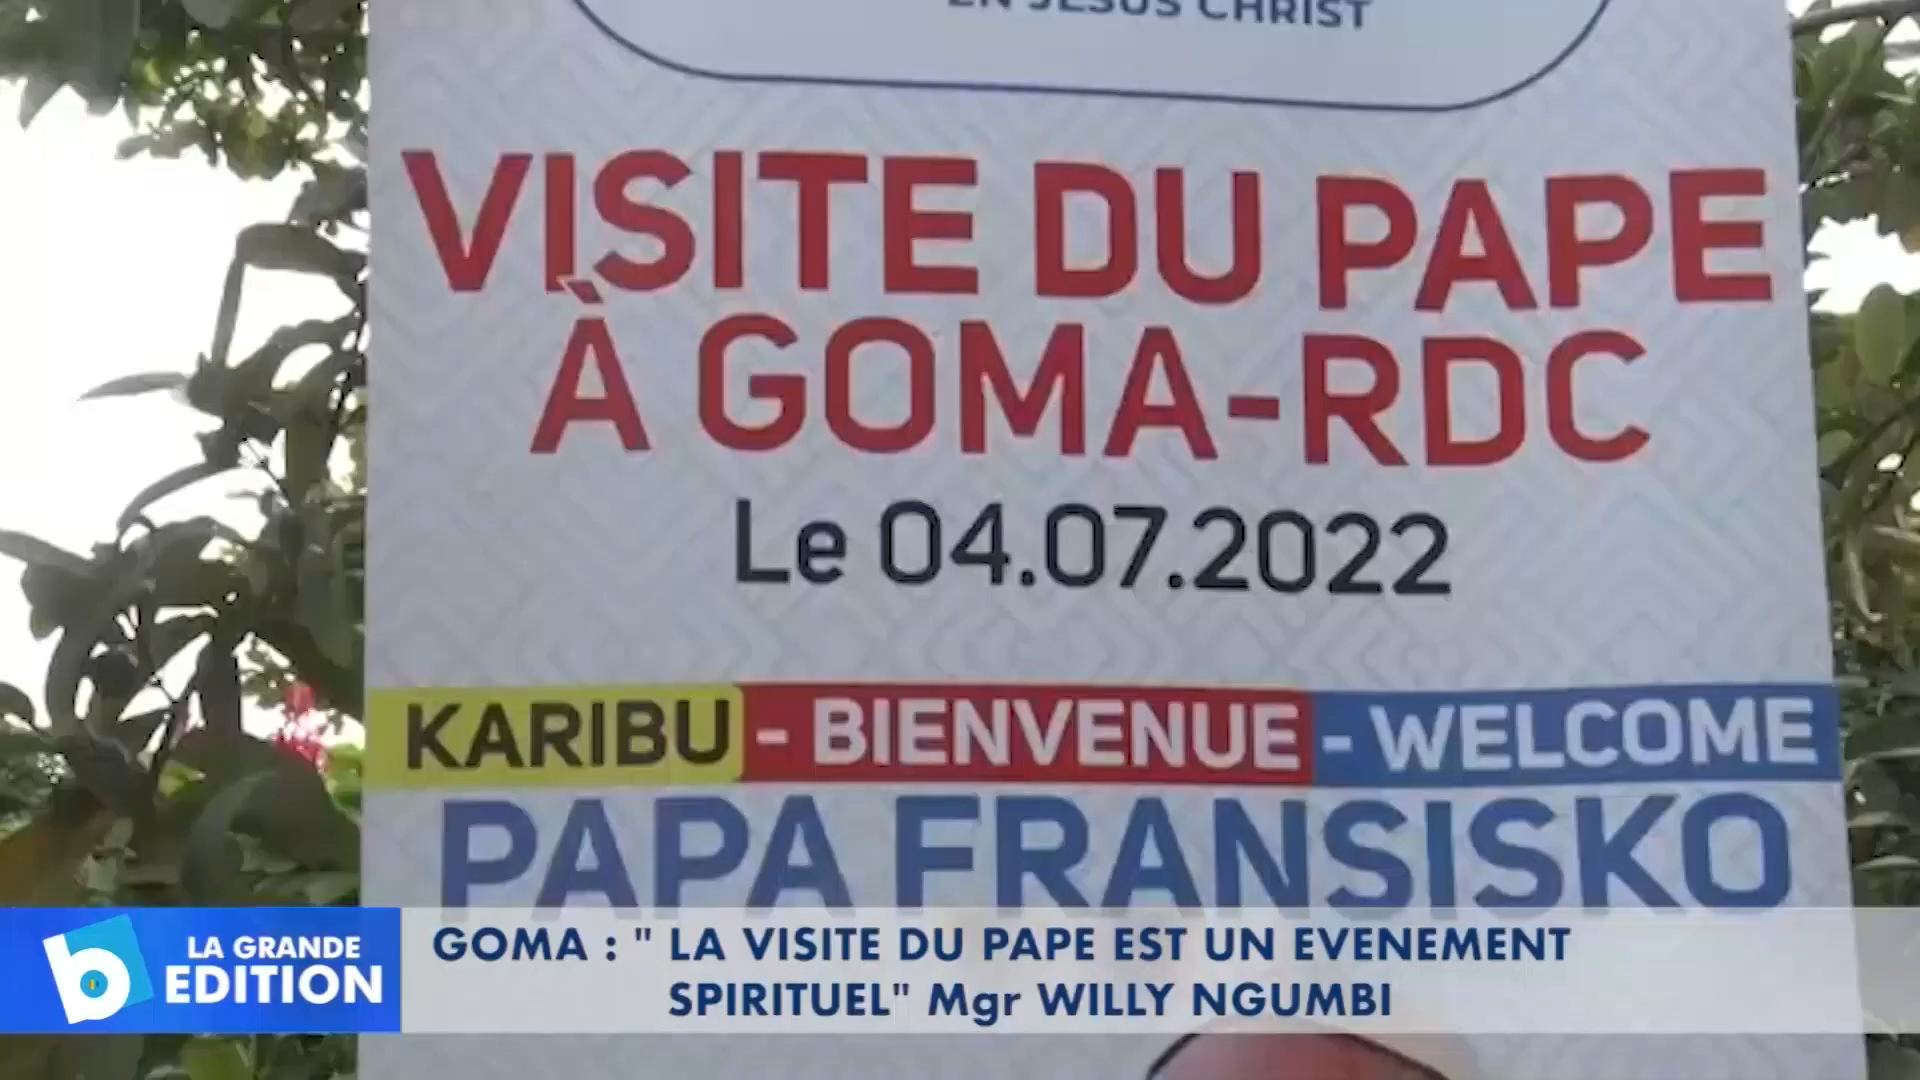 EN JESUS CHRIST
VISITE DU PAPE
À GOMA-RDC
Le 04.07.2022
KARIBU - BIENVENUE - WELCOME
PAPA FRANSISKO
LA GRANDE
EDITION
GOMA : " LA VISITE DU PAPE EST UN EVENEMENT
SPIRITUEL" Mgr WILLY NGUMBI